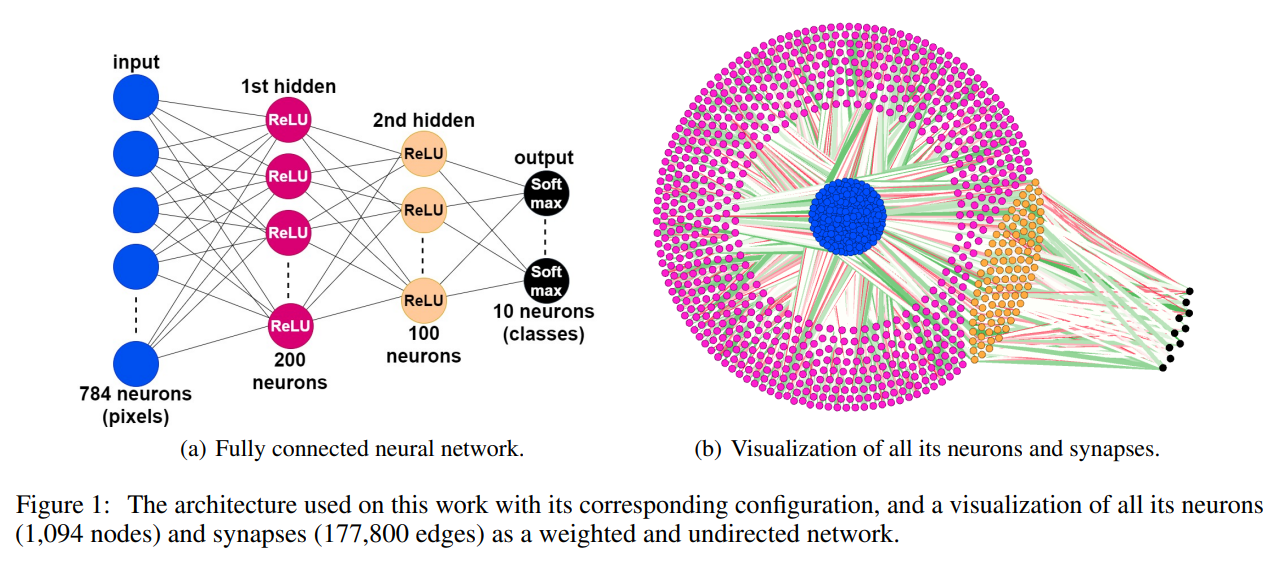 input
1st hidden
2nd hidden
output
ReLU
ReLU
ReLU
ReLU
ReLU
ReLU
ReLU
Soft
max
Soft
max
784 neurons
(pixels)
200
neurons
100
neurons
10 neurons
(classes)
(a) Fully connected neural network.
(b) Visualization of all its neurons and synapses.
Figure 1: The architecture used on this work with its corresponding configuration, and a visualization of all its neurons
(1,094 nodes) and synapses (177,800 edges) as a weighted and undirected network.